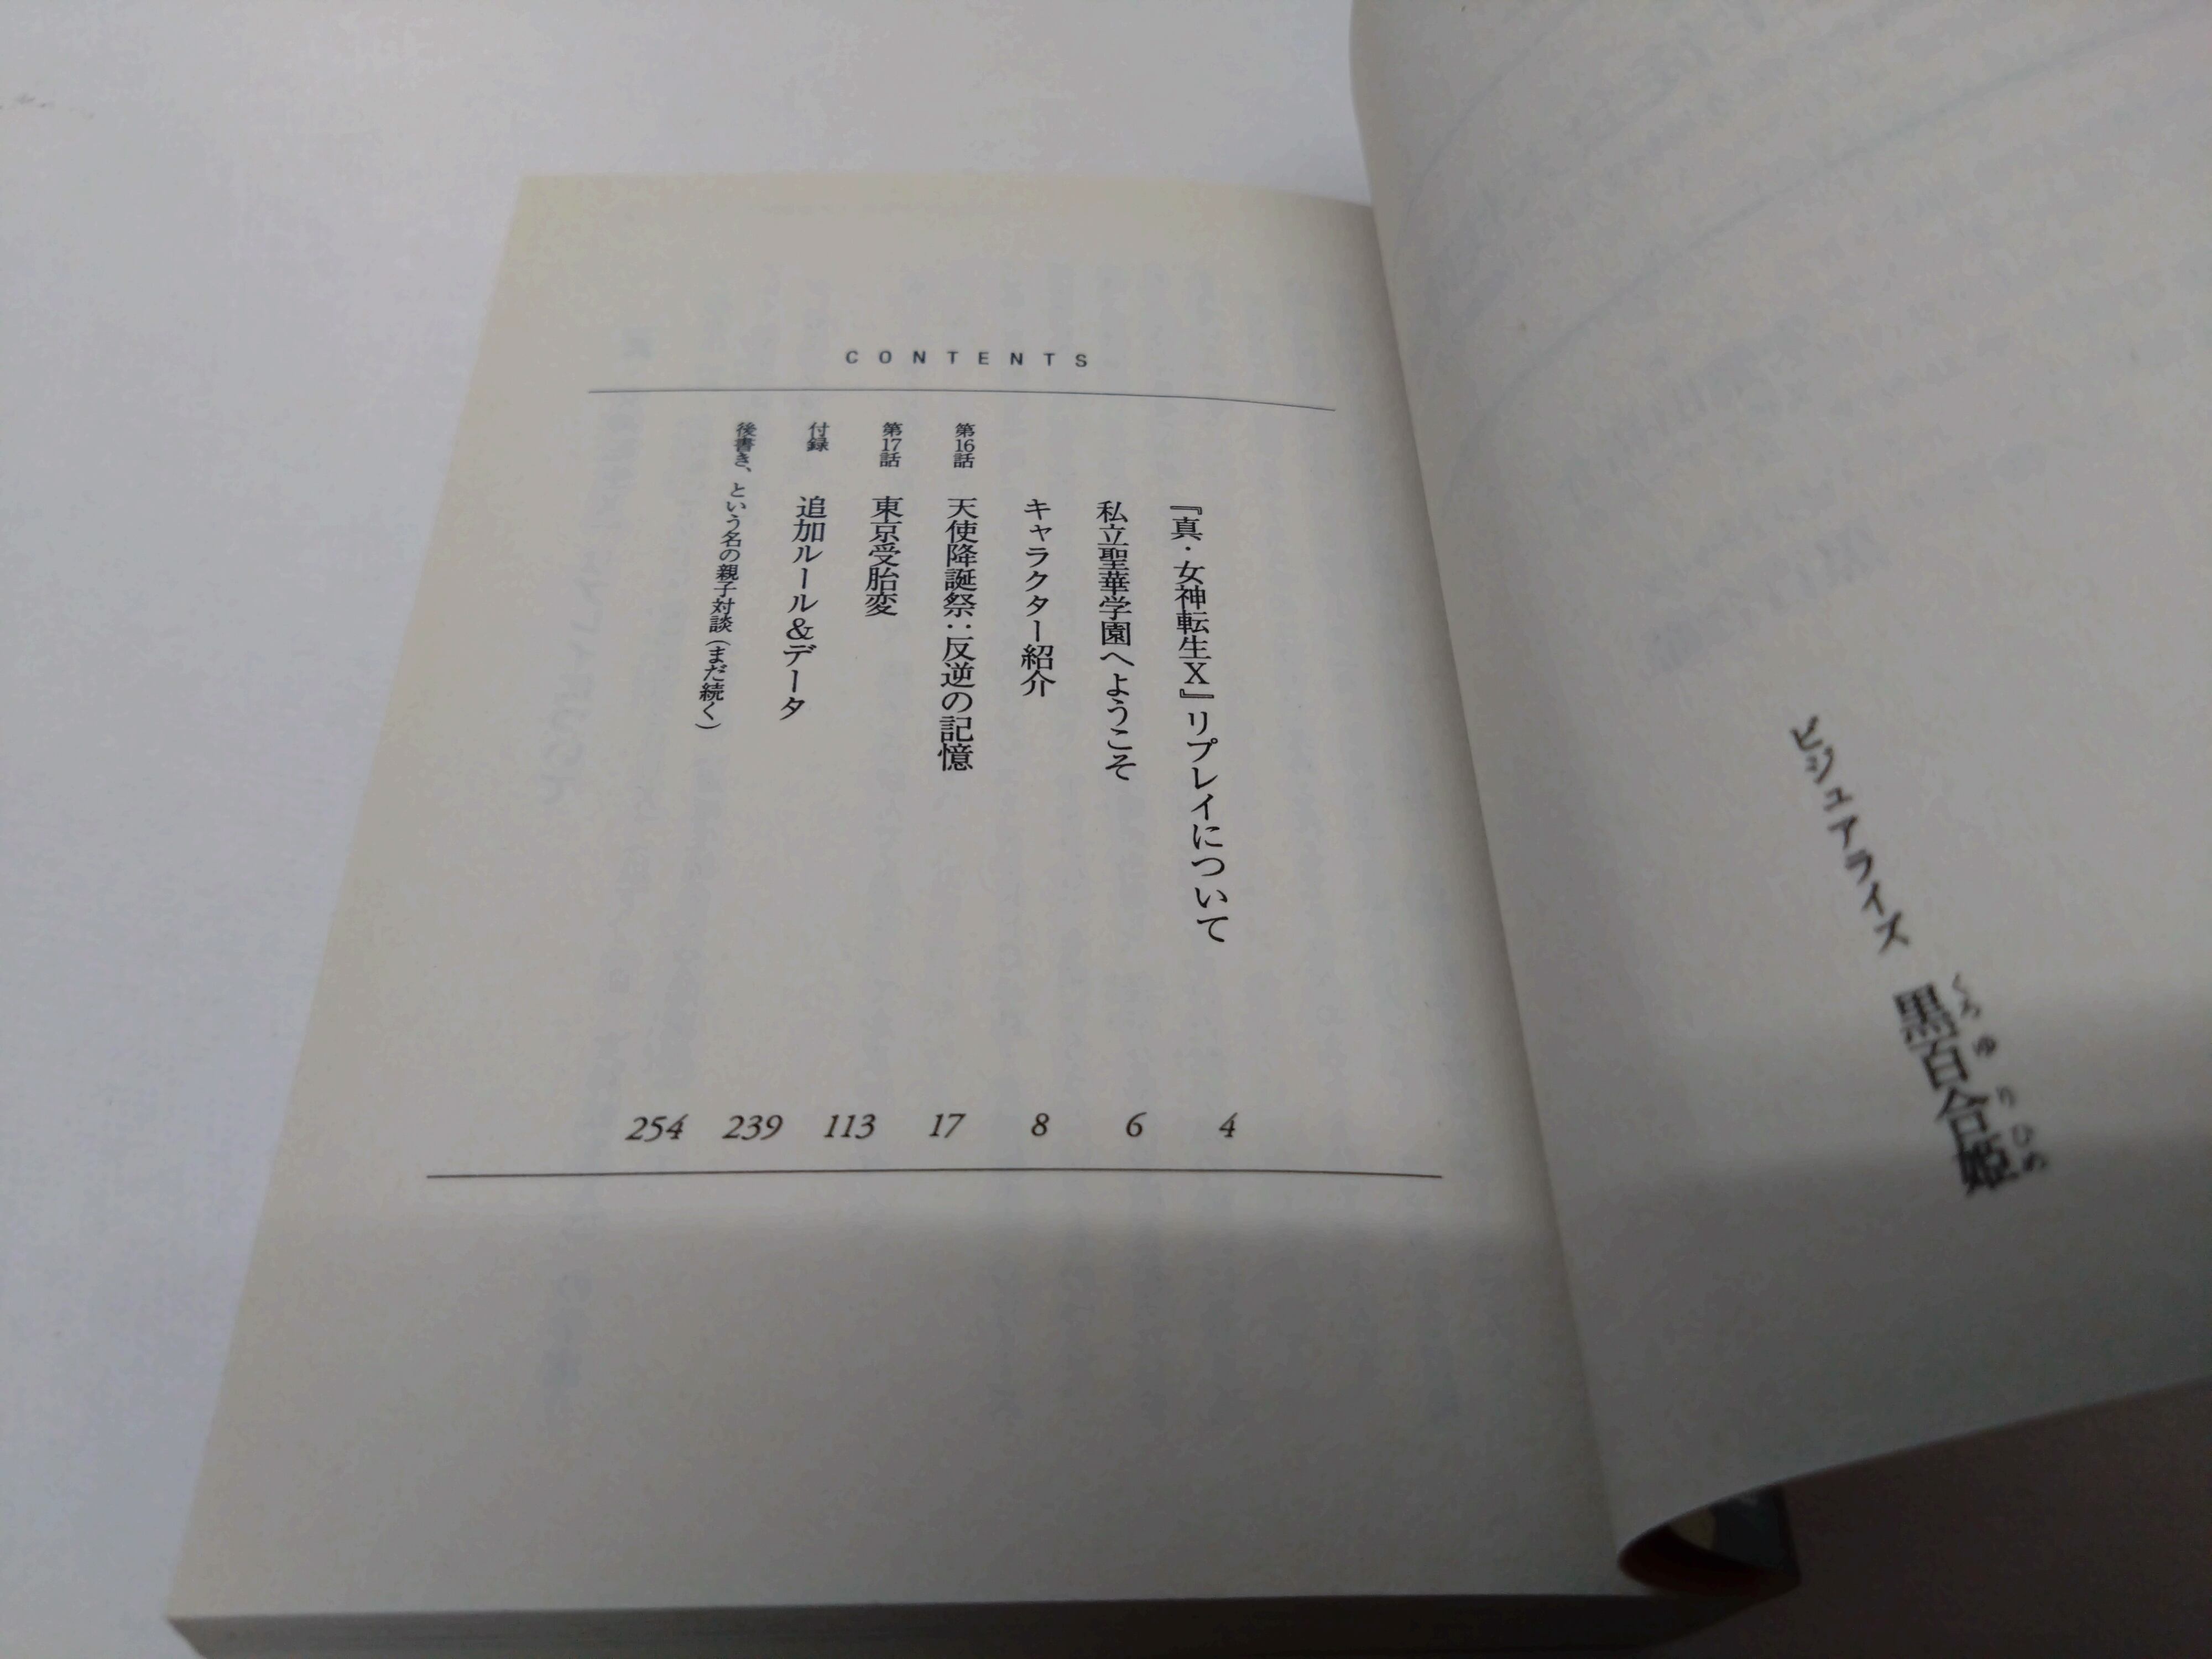 ビジュアライズ 黒百合姫
くろゆりひめ
CONTENTS
『真・女神転生X』リプレイについて 4
私立聖華学園へようこそ 6
キャラクター紹介 8
第16話 天使降誕祭::反逆の記憶 17
第17話 東京受胎変 113
付録 追加ルール&データ 239
後書き、という名の親子対談(まだ続く) 254